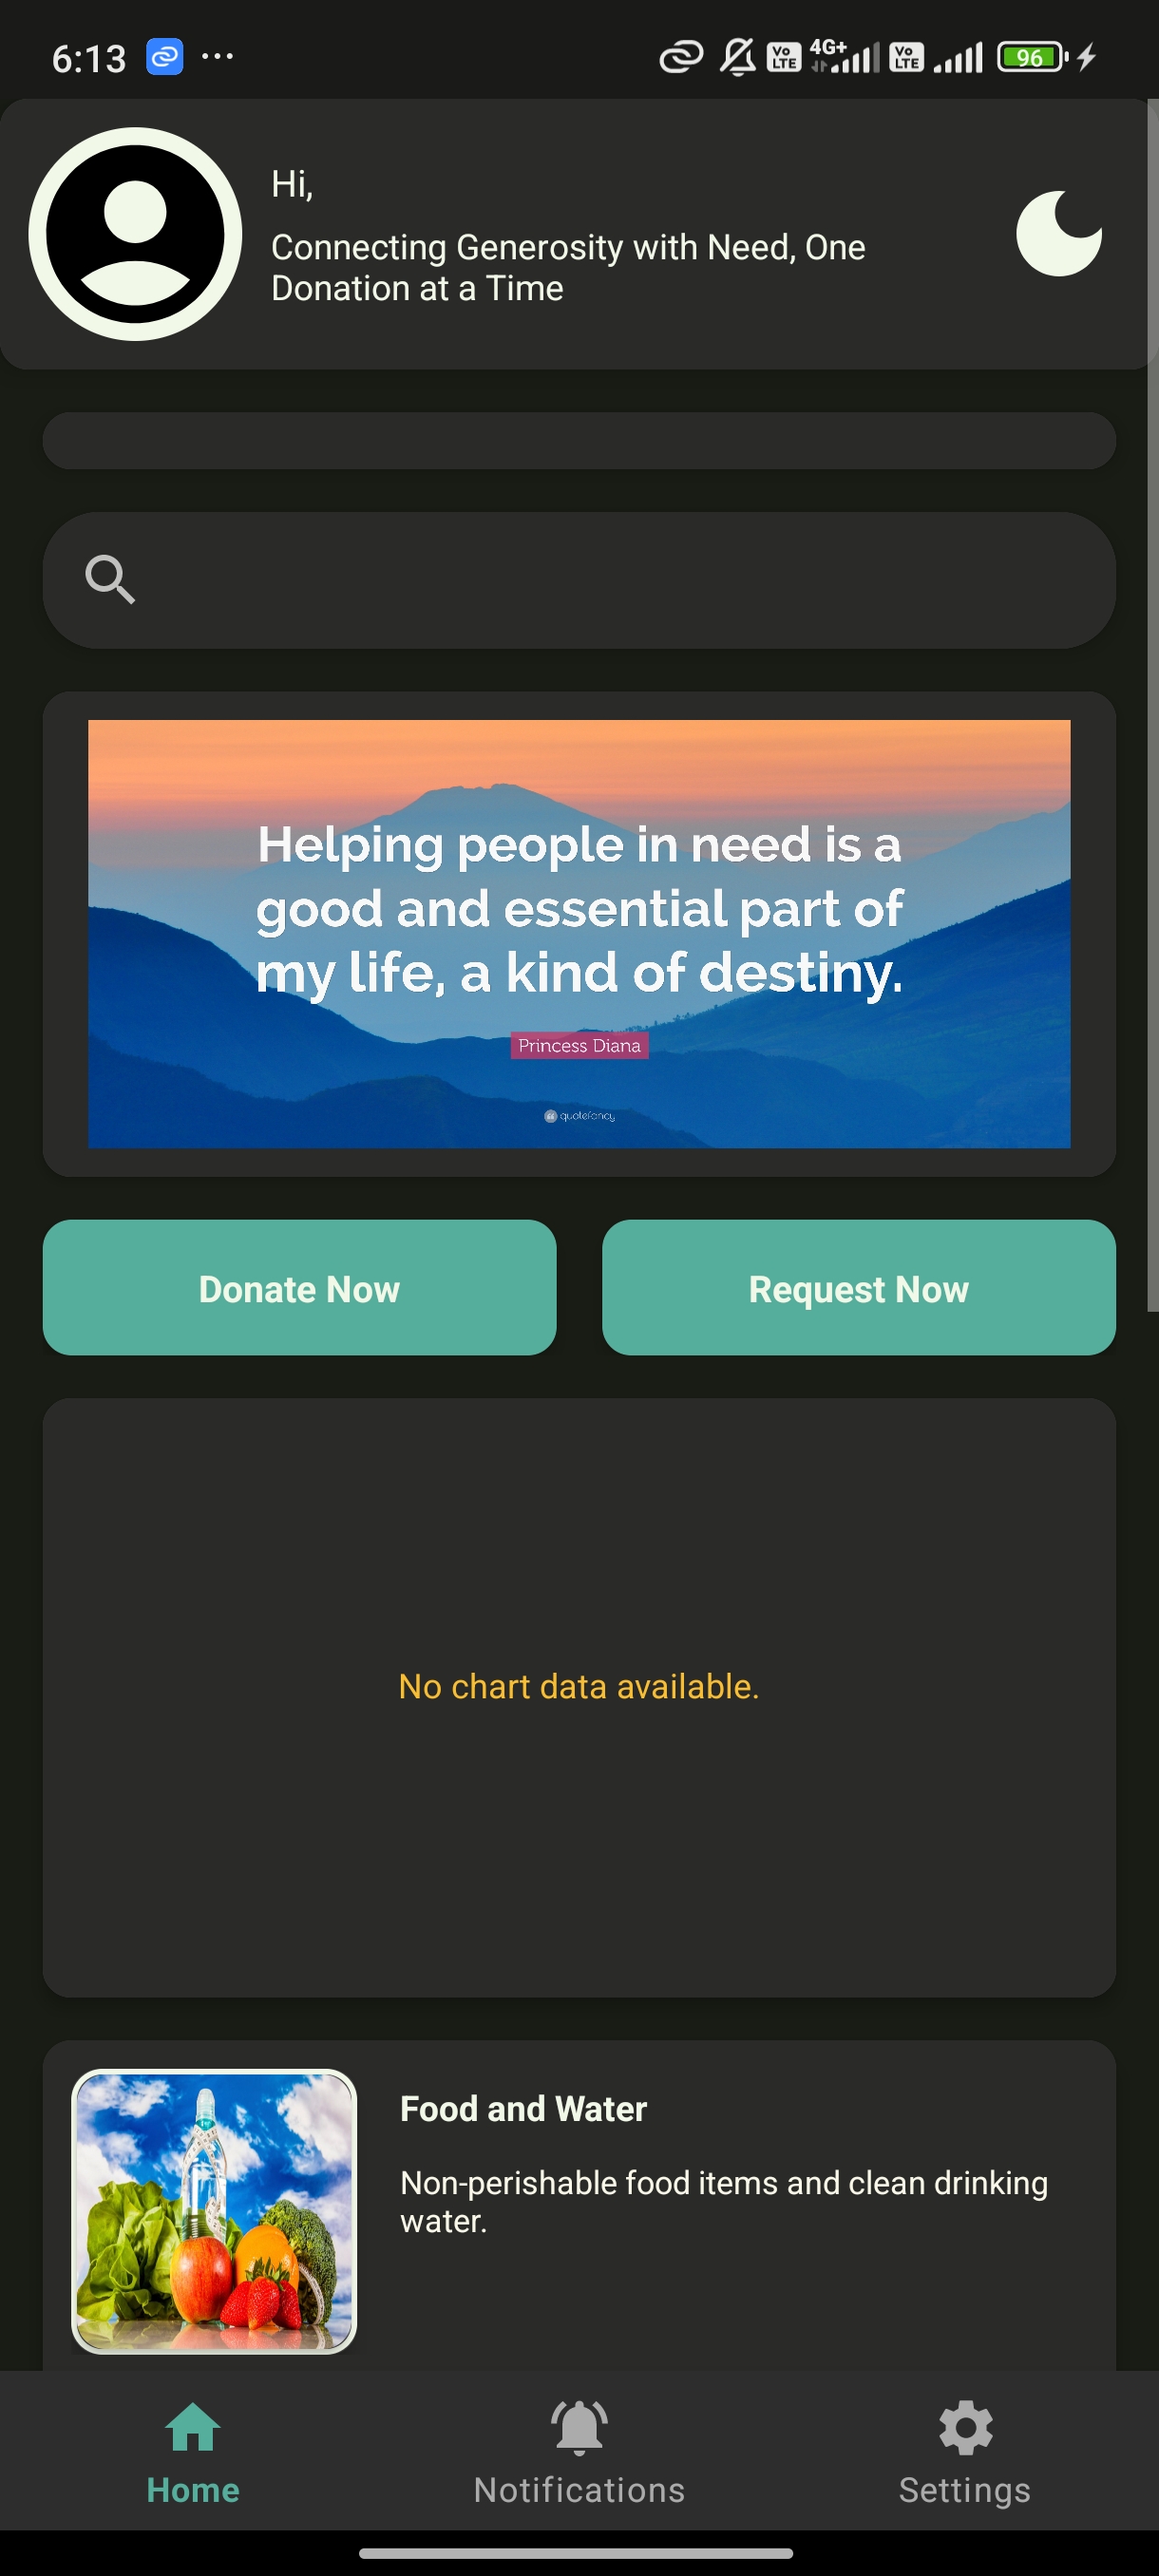 6:13
Vo
LTE
4G+
Vo
LTE
96
Hi,
Connecting Generosity with Need, One
Donation at a Time
Helping people in need is a
good and essential part of
my life, a kind of destiny.
Princess Diana
quotefancy
Donate Now
Request Now
No chart data available.
Food and Water
Non-perishable food items and clean drinking
water.
Home
Notifications
Settings